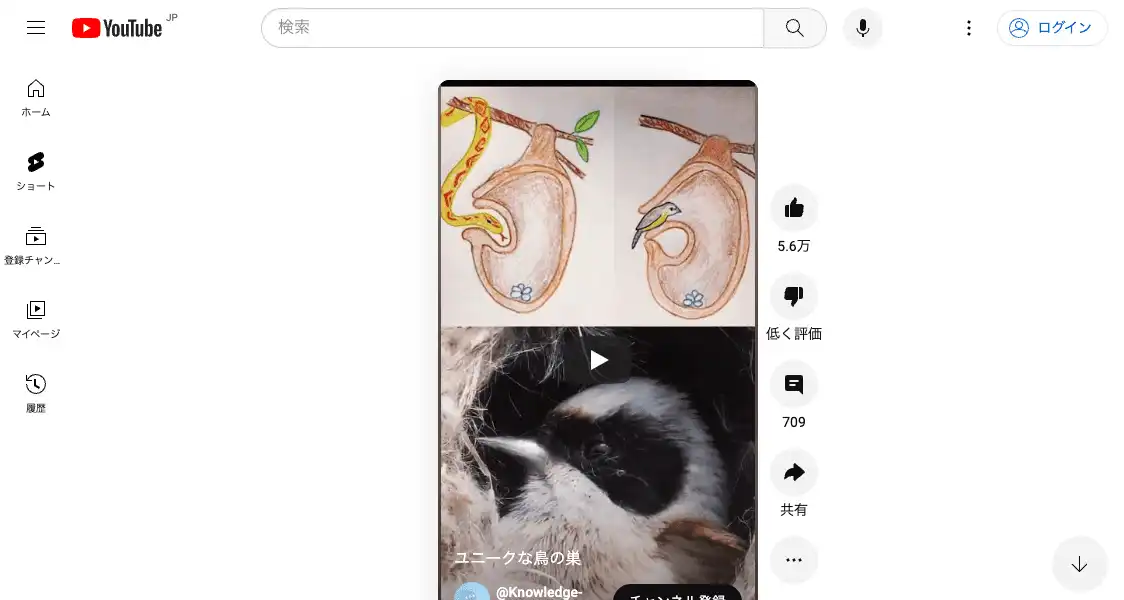 YouTube
JP
検索
ログイン
ホーム
ショート
登録チャン...
マイページ
履歴
5.6万
低く評価
709
共有
ユニークな鳥の巣
@Knowledge-
チャンネル登録